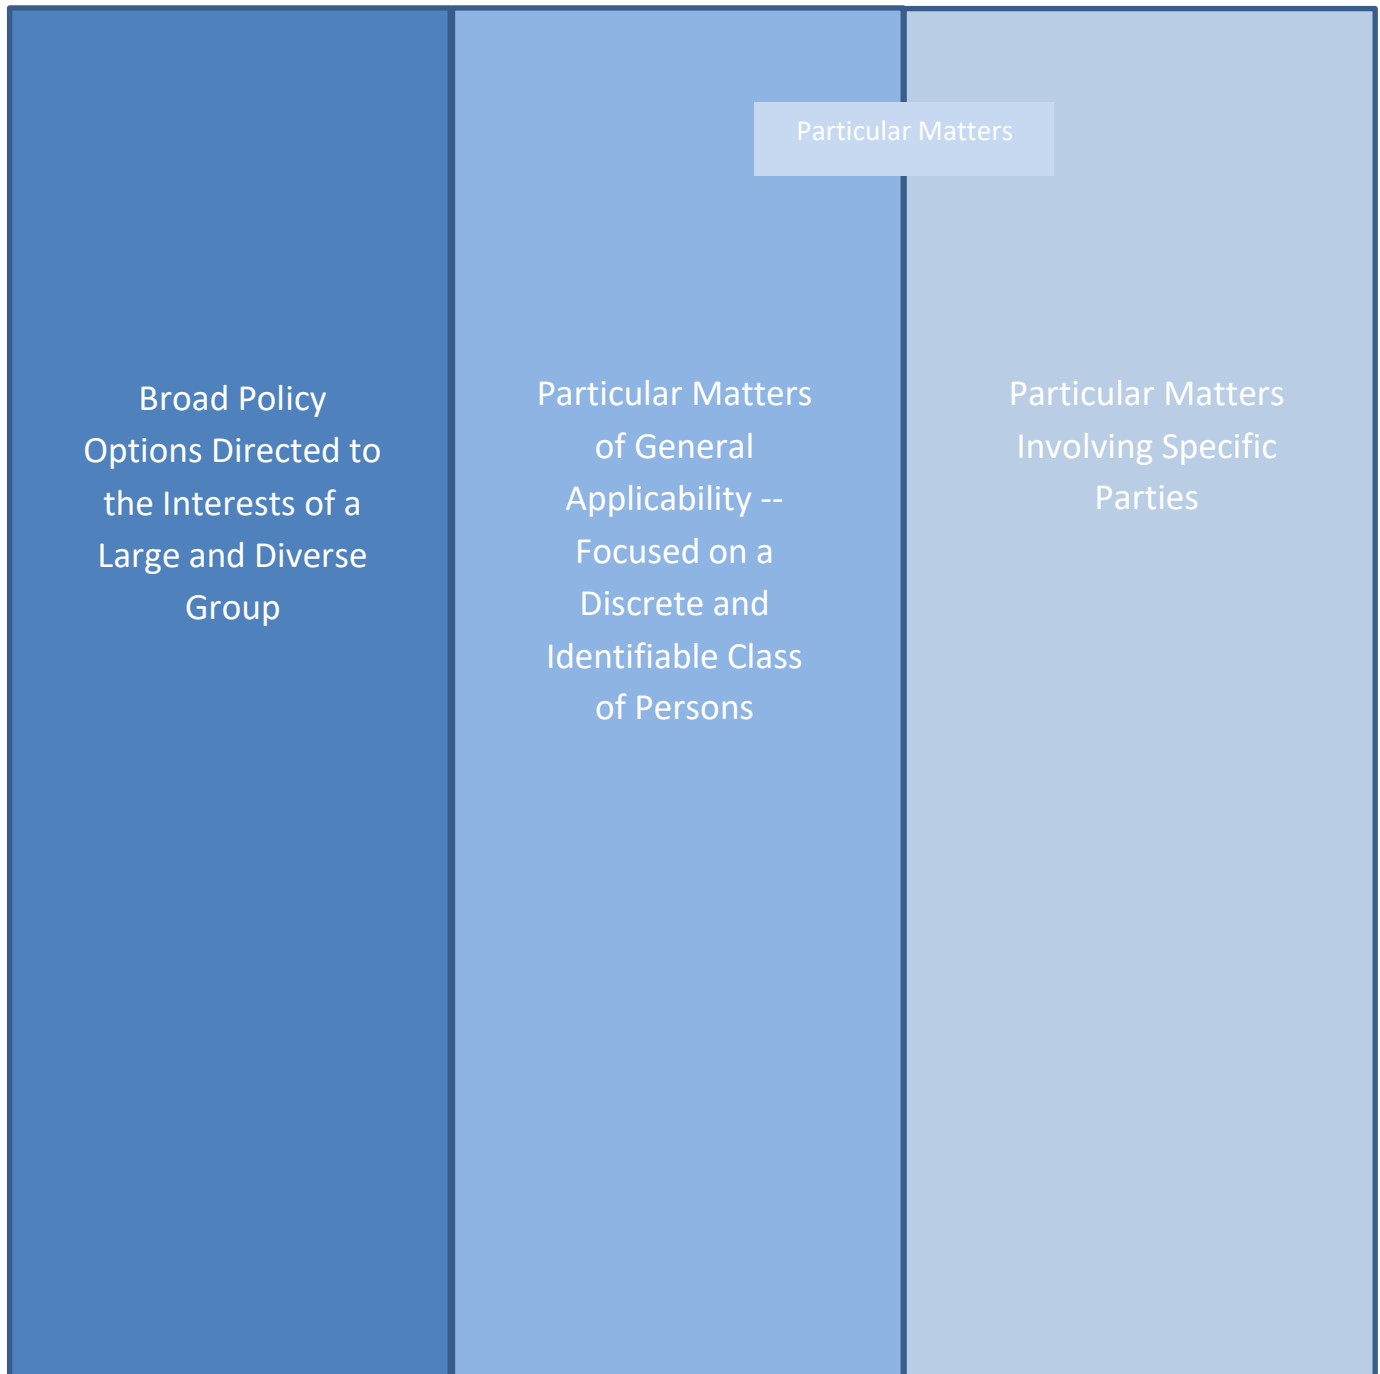 Particular Matters
Broad Policy
Options Directed to
the Interests of a
Large and Diverse
Group
Particular Matters
of General
Applicability --
Focused on a
Discrete and
Identifiable Class
of Persons
Particular Matters
Involving Specific
Parties